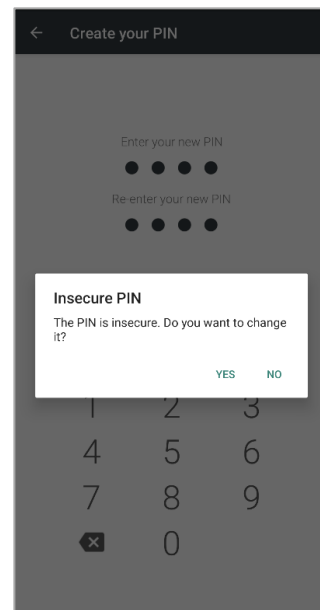 Create your PIN
Enter your new PIN
Re-enter your new PIN
Insecure PIN
The PIN is insecure. Do you want to change
it?
YES NO
1 2 3
4 5 6
7 8 9
0